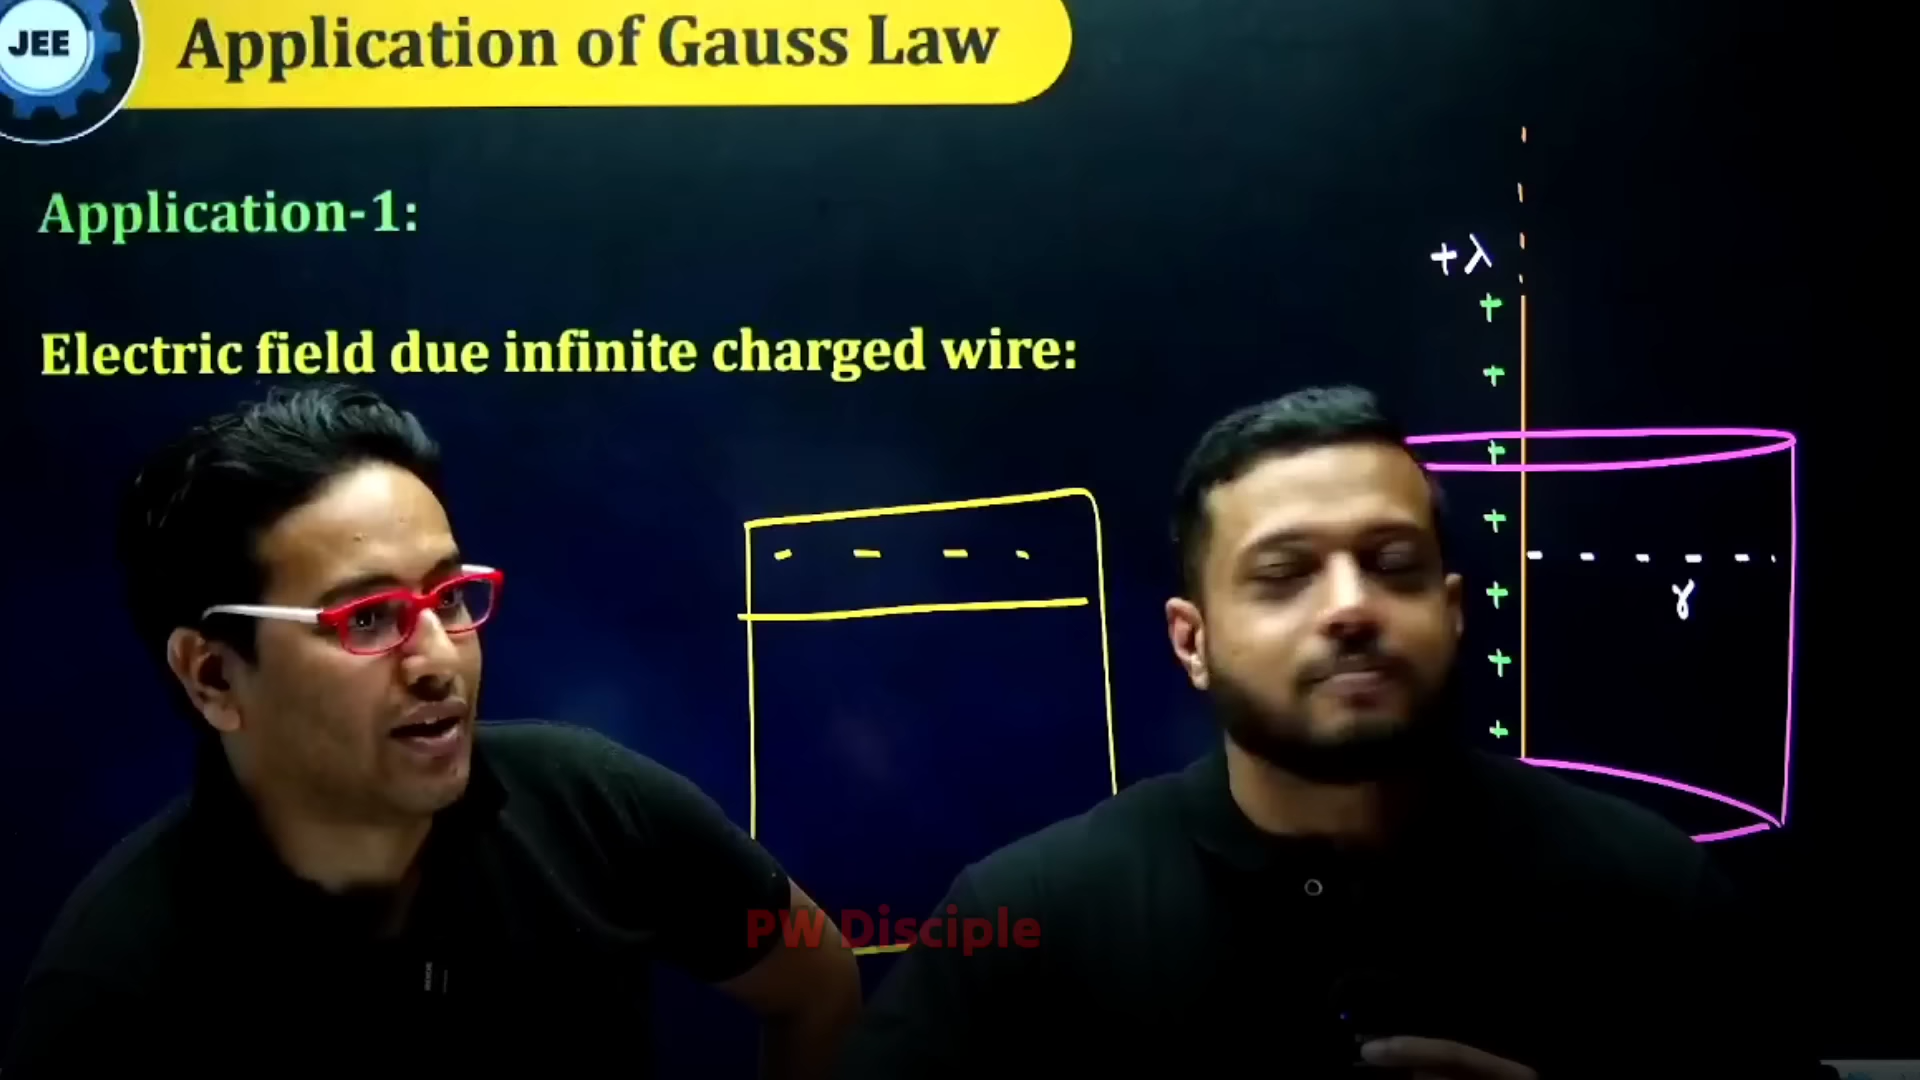 JEE
Application of Gauss Law
Application-1:
+λ
+
Electric field due infinite charged wire:
+
+
+
+
r
+
+
PW Disciple